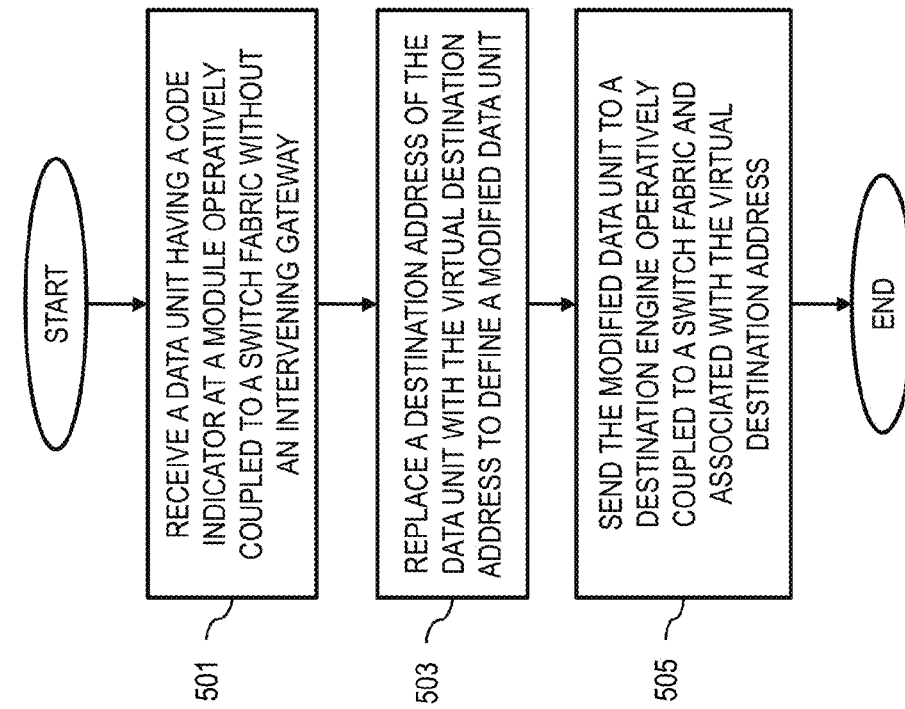 START
RECEIVE A DATA UNIT HAVING A CODE
INDICATOR AT A MODULE OPERATIVELY
COUPLED TO A SWITCH FABRIC WITHOUT
AN INTERVENING GATEWAY
501
REPLACE A DESTINATION ADDRESS OF THE
DATA UNIT WITH THE VIRTUAL DESTINATION
ADDRESS TO DEFINE A MODIFIED DATA UNIT
503
SEND THE MODIFIED DATA UNIT TO A
DESTINATION ENGINE OPERATIVELY
COUPLED TO A SWITCH FABRIC AND
ASSOCIATED WITH THE VIRTUAL
DESTINATION ADDRESS
505
END